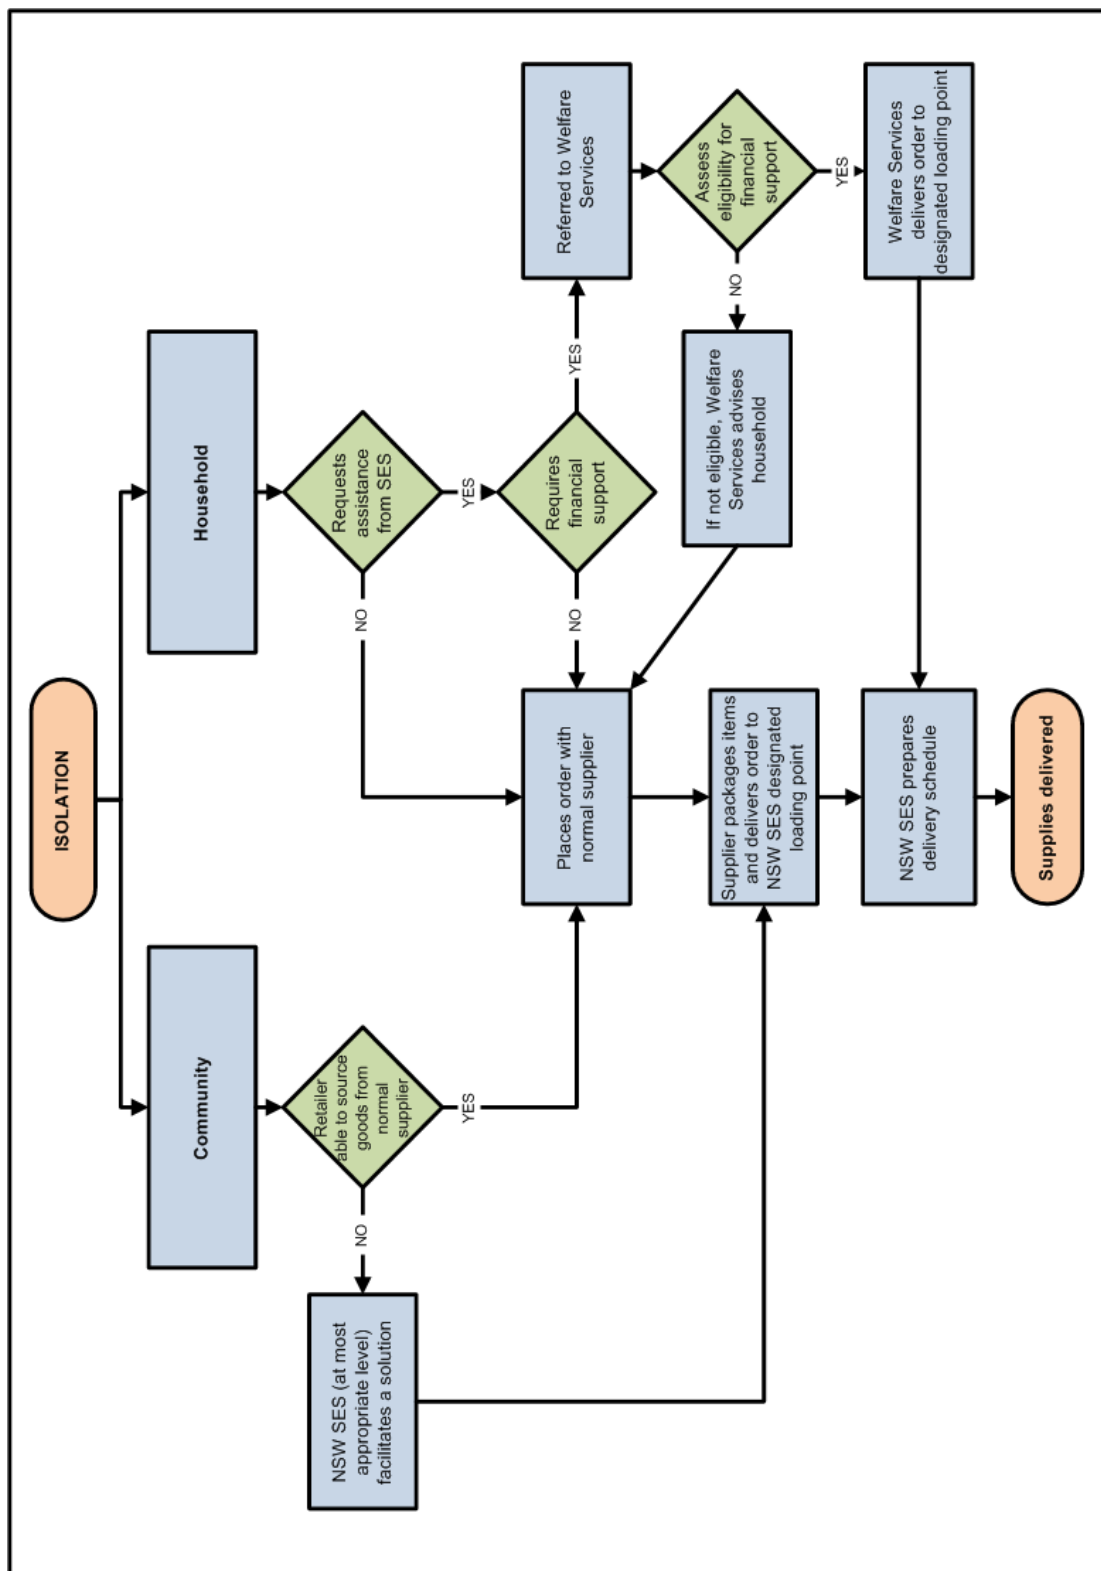 ISOLATION
Community
Household
Retailer
able to source
goods from
normal
supplier
Requests
assistance
from SES
NO
YES
NO
YES
NSW SES (at most
appropriate level)
facilitates a solution
Requires
financial
support
NO
YES
Places order with
normal supplier
Referred to Welfare
Services
Assess
eligibility for
financial
support
NO
YES
If not eligible, Welfare
Services advises
household
Supplier packages items
and delivers order to
NSW SES designated
loading point
Welfare Services
delivers order to
designated loading point
NSW SES prepares
delivery schedule
Supplies delivered